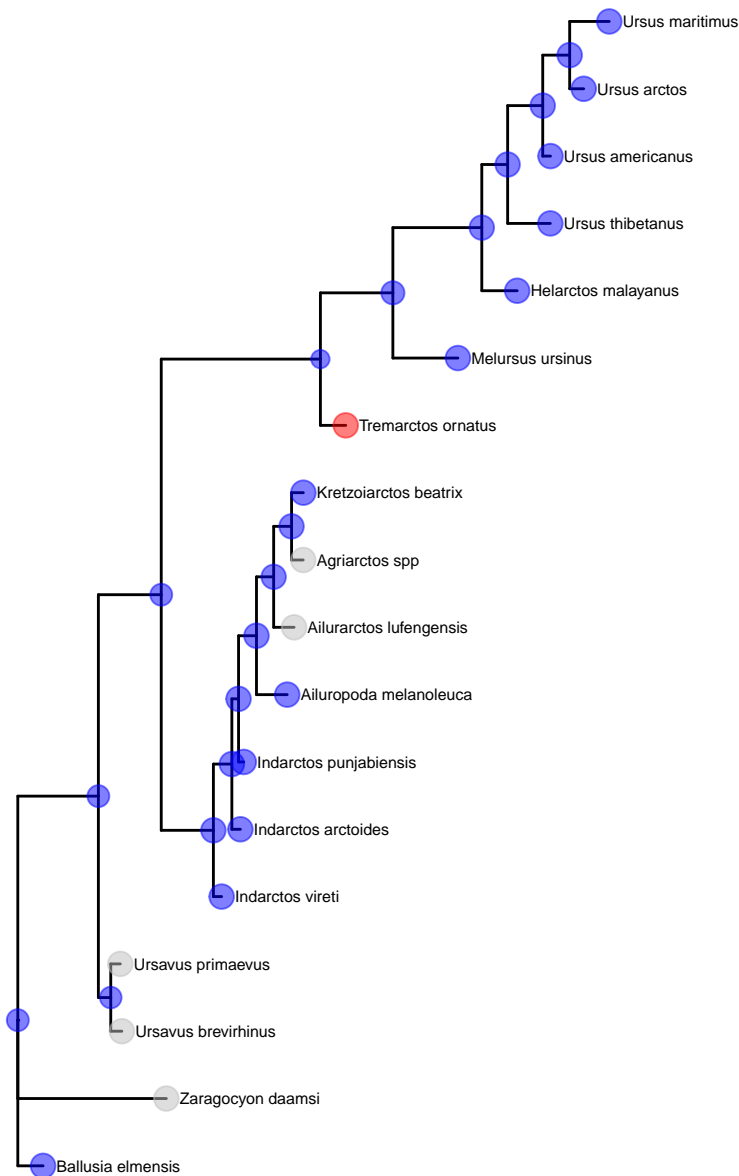 Ursus maritimus
Ursus arctos
Ursus americanus
Ursus thibetanus
Helarctos malayanus
Melursus ursinus
Tremarctos ornatus
Kretzoiarctos beatrix
Agriarctos spp
Ailurarctos lufengensis
Ailuropoda melanoleuca
Indarctos punjabiensis
Indarctos arctoides
Indarctos vireti
Ursavus primaevus
Ursavus brevirhinus
Zaragocyon daamsi
Ballusia elmensis